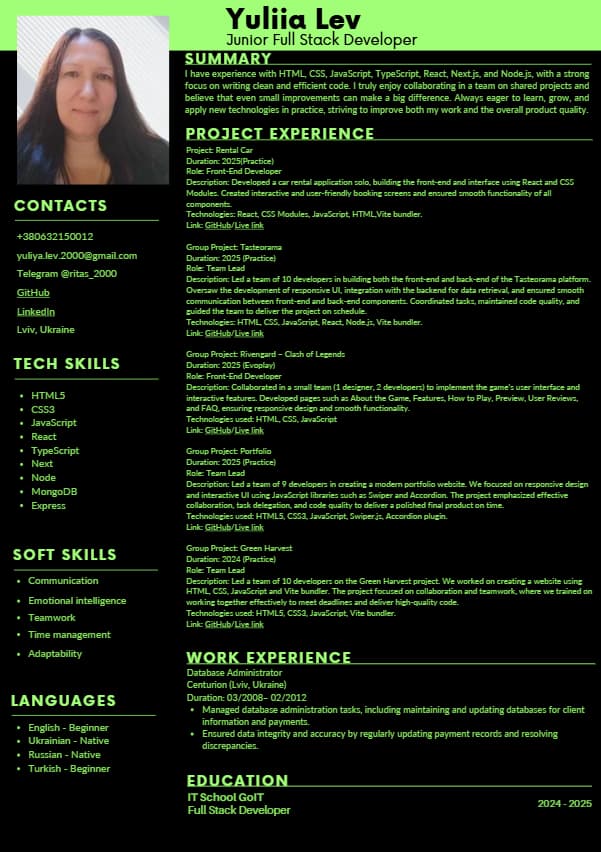 Yuliia Lev
Junior Full Stack Developer
CONTACTS
+380632150012
yuliya.lev.2000@gmail.com
Telegram @ritas_2000
GitHub
LinkedIn
Lviv, Ukraine
TECH SKILLS
• HTML5
• CSS3
• JavaScript
• React
• TypeScript
• Next
• Node
• MongoDB
• Express
SOFT SKILLS
• Communication
• Emotional intelligence
• Teamwork
• Time management
• Adaptability
LANGUAGES
• English - Beginner
• Ukrainian - Native
• Russian - Native
• Turkish - Beginner
SUMMARY
I have experience with HTML, CSS, JavaScript, TypeScript, React, Next.js, and Node.js, with a strong
focus on writing clean and efficient code. I truly enjoy collaborating in a team on shared projects and
believe that even small improvements can make a big difference. Always eager to learn, grow, and
apply new technologies in practice, striving to improve both my work and the overall product quality.
PROJECT EXPERIENCE
Project: Rental Car
Duration: 2025(Practice)
Role: Front-End Developer
Description: Developed a car rental application solo, building the front-end and interface using React and CSS
Modules. Created interactive and user-friendly booking screens and ensured smooth functionality of all
components.
Technologies: React, CSS Modules, JavaScript, HTML,Vite bundler.
Link: GitHub/Live link
Group Project: Tasteorama
Duration: 2025 (Practice)
Role: Team Lead
Description: Led a team of 10 developers in building both the front-end and back-end of the Tasteorama platform.
Oversaw the development of responsive UI, integration with the backend for data retrieval, and ensured smooth
communication between front-end and back-end components. Coordinated tasks, maintained code quality, and
guided the team to deliver the project on schedule.
Technologies: HTML, CSS, JavaScript, React, Node.js, Vite bundler.
Link: GitHub/Live link
Group Project: Rivengard – Clash of Legends
Duration: 2025 (Evoplay)
Role: Front-End Developer
Description: Collaborated in a small team (1 designer, 2 developers) to implement the game's user interface and
interactive features. Developed pages such as About the Game, Features, How to Play, Preview, User Reviews,
and FAQ, ensuring responsive design and smooth functionality.
Technologies used: HTML, CSS, JavaScript
Link: GitHub/Live link
Group Project: Portfolio
Duration: 2025 (Practice)
Role: Team Lead
Description: Led a team of 9 developers in creating a modern portfolio website. We focused on responsive design
and interactive UI using JavaScript libraries such as Swiper and Accordion. The project emphasized effective
collaboration, task delegation, and code quality to deliver a polished final product on time.
Technologies used: HTML5, CSS3, JavaScript, Swiper.js, Accordion plugin.
Link: GitHub/Live link
Group Project: Green Harvest
Duration: 2024 (Practice)
Role: Team Lead
Description: Led a team of 10 developers on the Green Harvest project. We worked on creating a website using
HTML, CSS, JavaScript and Vite bundler. The project focused on collaboration and teamwork, where we trained on
working together effectively to meet deadlines and deliver high-quality code.
Technologies used: HTML5, CSS3, JavaScript, Vite bundler.
Link: GitHub/Live link
WORK EXPERIENCE
Database Administrator
Centurion (Lviv, Ukraine)
Duration: 03/2008– 02/2012
• Managed database administration tasks, including maintaining and updating databases for client
information and payments.
• Ensured data integrity and accuracy by regularly updating payment records and resolving
discrepancies.
EDUCATION
IT School GoIT
Full Stack Developer
2024 - 2025